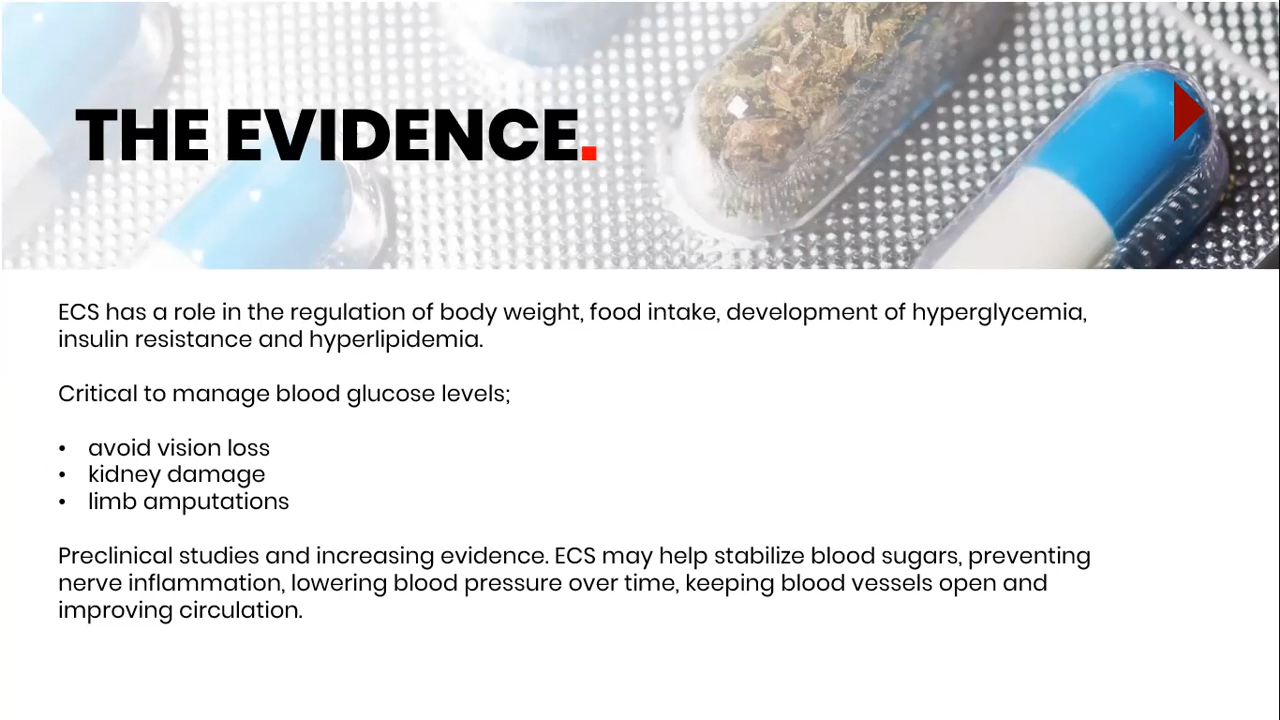 THE EVIDENCE.
ECS has a role in the regulation of body weight, food intake, development of hyperglycemia,
insulin resistance and hyperlipidemia.
Critical to manage blood glucose levels;
• avoid vision loss
• kidney damage
• limb amputations
Preclinical studies and increasing evidence. ECS may help stabilize blood sugars, preventing
nerve inflammation, lowering blood pressure over time, keeping blood vessels open and
improving circulation.